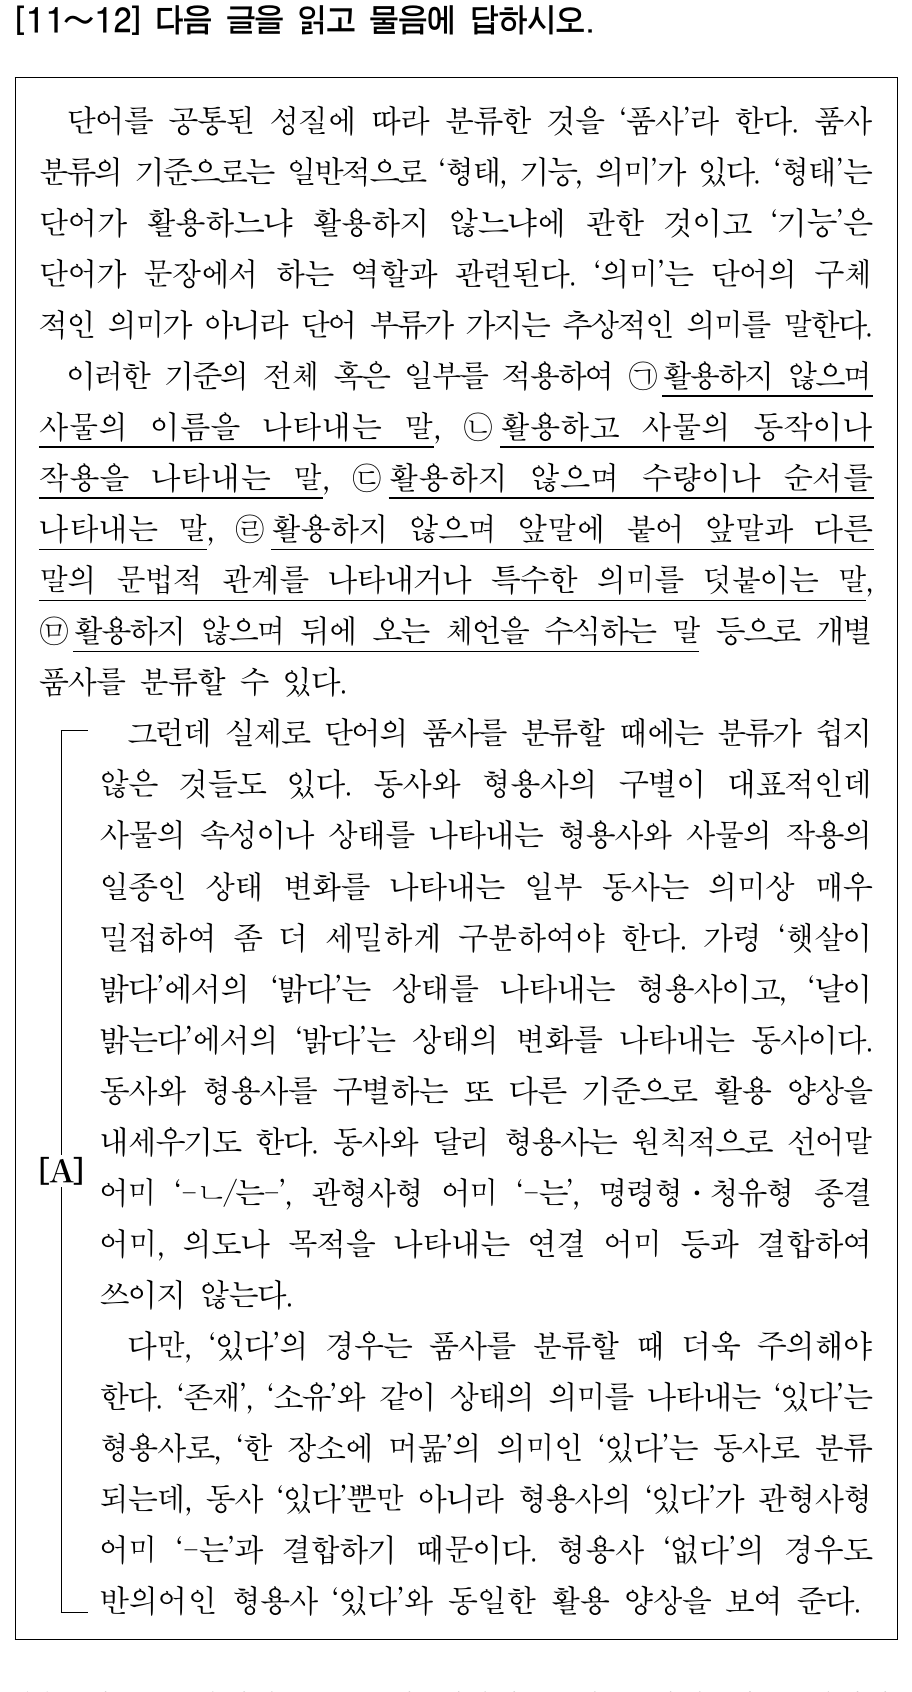 [11～12] 다음 글을 읽고 물음에 답하시오.
단어를 공통된 성질에 따라 분류한 것을 ‘품사’라 한다. 품사
분류의 기준으로는 일반적으로 ‘형태, 기능, 의미’가 있다. ‘형태’는
단어가 활용하느냐 활용하지 않느냐에 관한 것이고 ‘기능’은
단어가 문장에서 하는 역할과 관련된다. ‘의미’는 단어의 구체
적인 의미가 아니라 단어 부류가 가지는 추상적인 의미를 말한다.
이러한 기준의 전체 혹은 일부를 적용하여 ㉠활용하지 않으며
사물의 이름을 나타내는 말, ㉡활용하고 사물의 동작이나
작용을 나타내는 말, ㉢활용하지 않으며 수량이나 순서를
나타내는 말, ㉣활용하지 않으며 앞말에 붙어 앞말과 다른
말의 문법적 관계를 나타내거나 특수한 의미를 덧붙이는 말,
㉤활용하지 않으며 뒤에 오는 체언을 수식하는 말 등으로 개별
품사를 분류할 수 있다.
그런데 실제로 단어의 품사를 분류할 때에는 분류가 쉽지
않은 것들도 있다. 동사와 형용사의 구별이 대표적인데
사물의 속성이나 상태를 나타내는 형용사와 사물의 작용의
일종인 상태 변화를 나타내는 일부 동사는 의미상 매우
밀접하여 좀 더 세밀하게 구분하여야 한다. 가령 ‘햇살이
밝다’에서의 ‘밝다’는 상태를 나타내는 형용사이고, ‘날이
밝는다’에서의 ‘밝다’는 상태의 변화를 나타내는 동사이다.
동사와 형용사를 구별하는 또 다른 기준으로 활용 양상을
내세우기도 한다. 동사와 달리 형용사는 원칙적으로 선어말
[A] 어미 ‘-ㄴ/는-’, 관형사형 어미 ‘-는’, 명령형·청유형 종결
어미, 의도나 목적을 나타내는 연결 어미 등과 결합하여
쓰이지 않는다.
다만, ‘있다’의 경우는 품사를 분류할 때 더욱 주의해야
한다. ‘존재’, ‘소유’와 같이 상태의 의미를 나타내는 ‘있다’는
형용사로, ‘한 장소에 머묾’의 의미인 ‘있다’는 동사로 분류
되는데, 동사 ‘있다’뿐만 아니라 형용사의 ‘있다’가 관형사형
어미 ‘-는’과 결합하기 때문이다. 형용사 ‘없다’의 경우도
반의어인 형용사 ‘있다’와 동일한 활용 양상을 보여 준다.